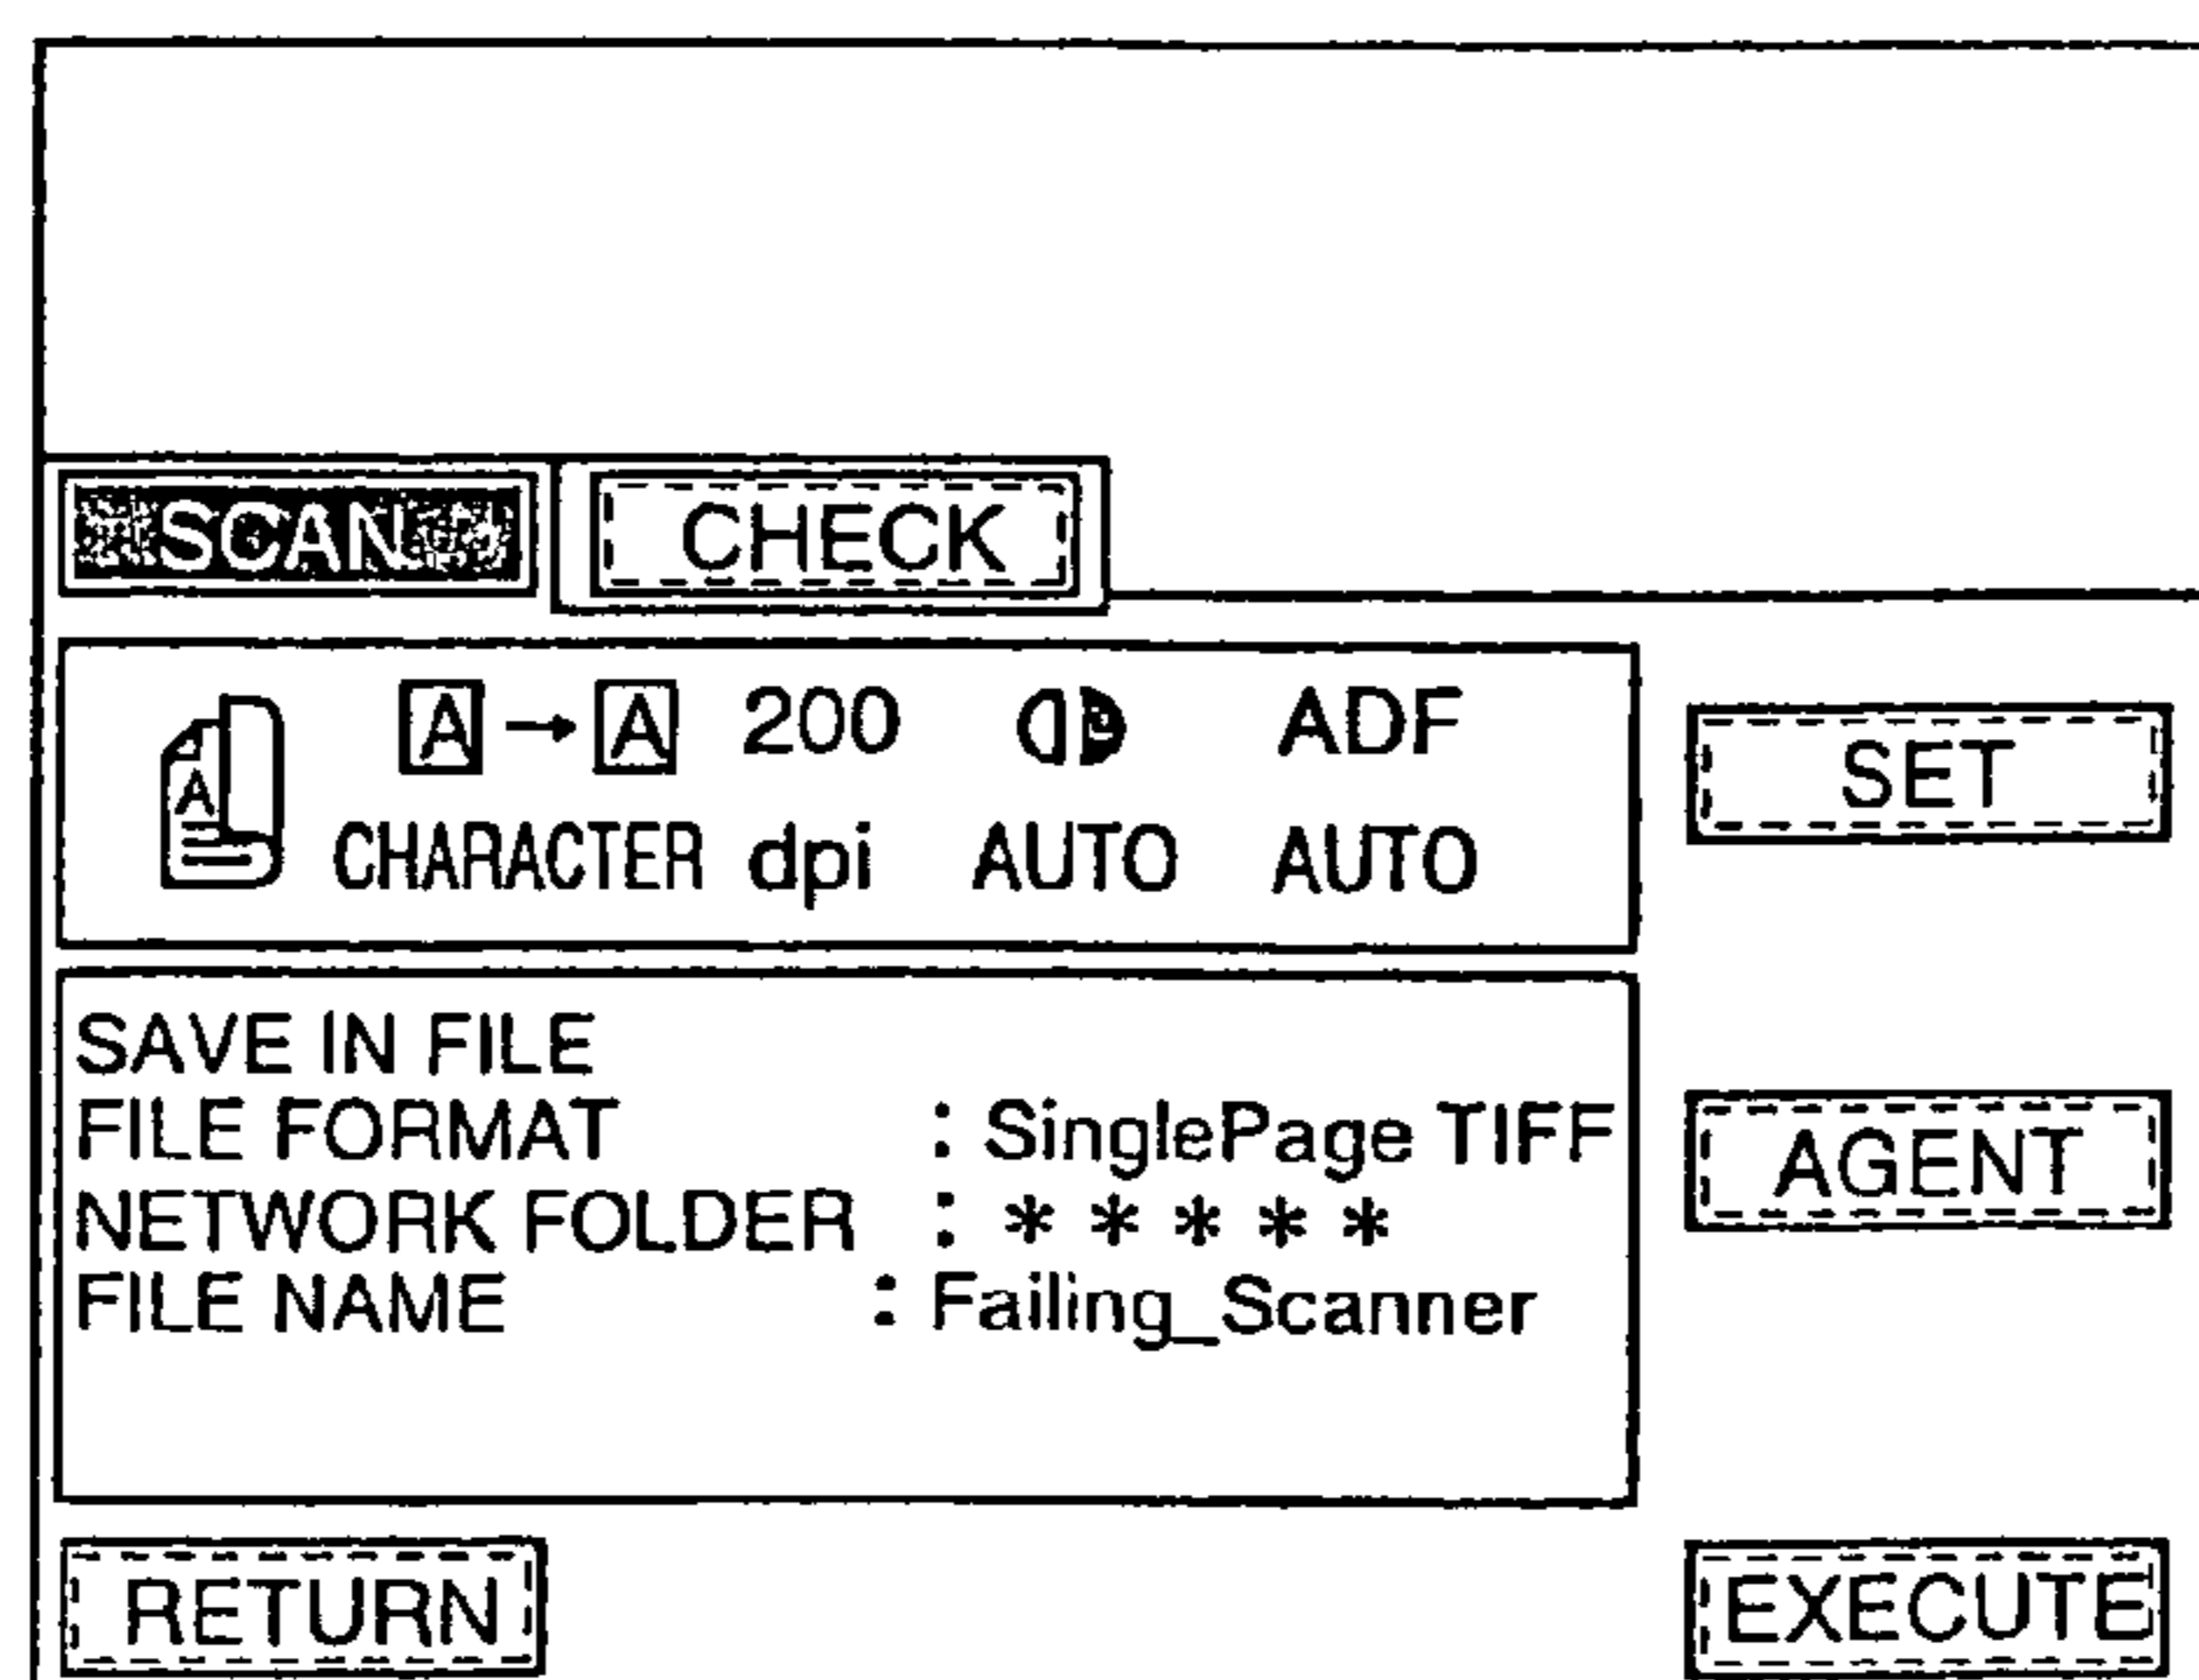 SCAN CHECK
A → A 200 ADF
A
CHARACTER dpi AUTO AUTO
SET
SAVE IN FILE
FILE FORMAT : SinglePage TIFF
NETWORK FOLDER : * * * * *
FILE NAME : Failing_Scanner
AGENT
RETURN EXECUTE